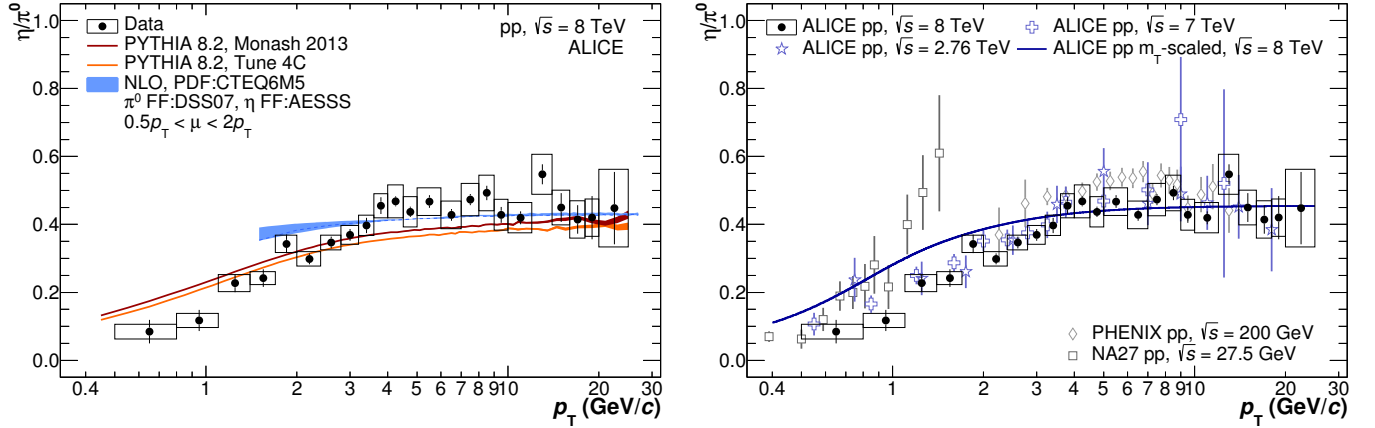 η/π⁰
1.0
0.8
0.6
0.4
0.2
0.0
Data
PYTHIA 8.2, Monash 2013
PYTHIA 8.2, Tune 4C
NLO, PDF:CTEQ6M5
π⁰ FF:DSS07, η FF:AESSS
0.5p_T < μ < 2p_T
pp, √s = 8 TeV
ALICE
0.4 1 2 3 4 5 6 7 8 9 10 20 30
p_T (GeV/c)
η/π⁰
1.0
0.8
0.6
0.4
0.2
0.0
ALICE pp, √s = 8 TeV
ALICE pp, √s = 7 TeV
ALICE pp, √s = 2.76 TeV
ALICE pp m_T-scaled, √s = 8 TeV
PHENIX pp, √s = 200 GeV
NA27 pp, √s = 27.5 GeV
0.4 1 2 3 4 5 6 7 8 9 10 20 30
p_T (GeV/c)